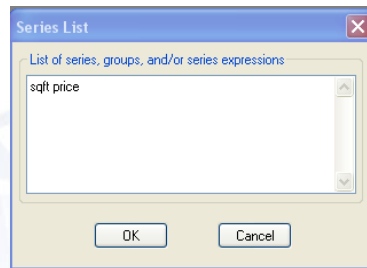 Series List
List of series, groups, and/or series expressions
sqft price
OK
Cancel